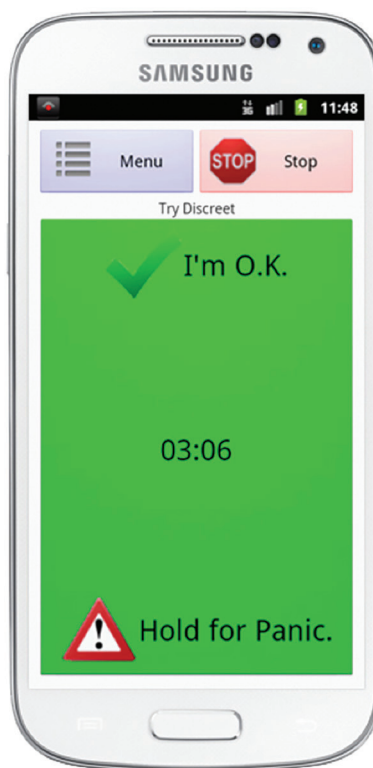 SAMSUNG
3G 11:48
Menu STOP Stop
Try Discreet
I'm O.K.
03:06
Hold for Panic.